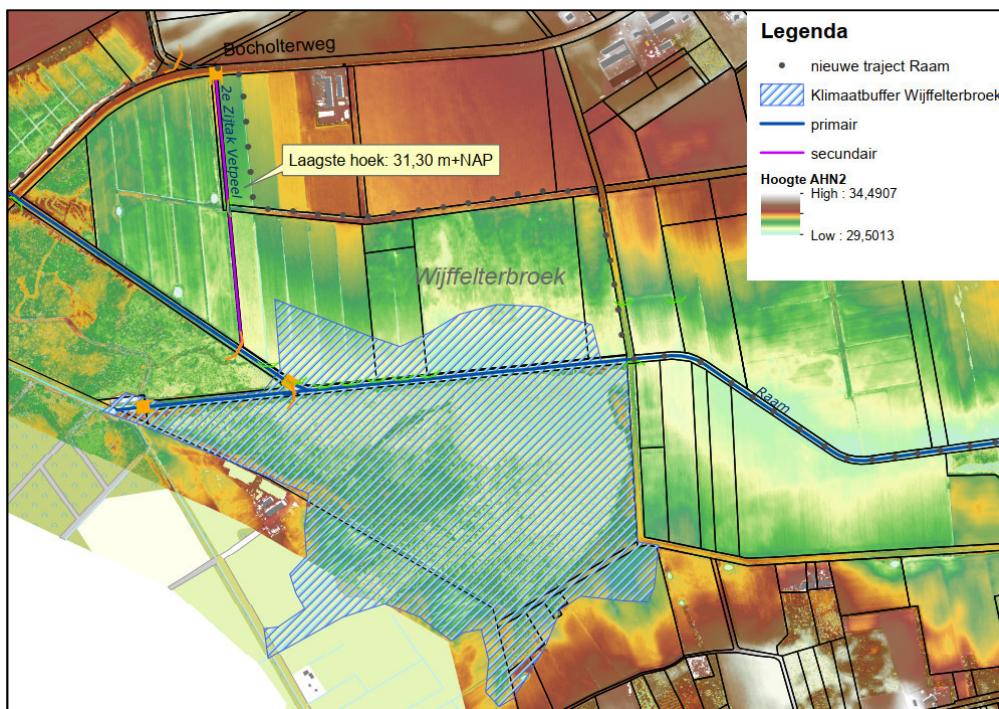 Bocholterweg
2e Zijtak Vetpeel
Laagste hoek: 31,30 m+NAP
Wijffelterbroek
Raam
Legenda
nieuwe traject Raam
Klimaatbuffer Wijffelterbroek
primair
secundair
Hoogte AHN2
High : 34,4907
Low : 29,5013